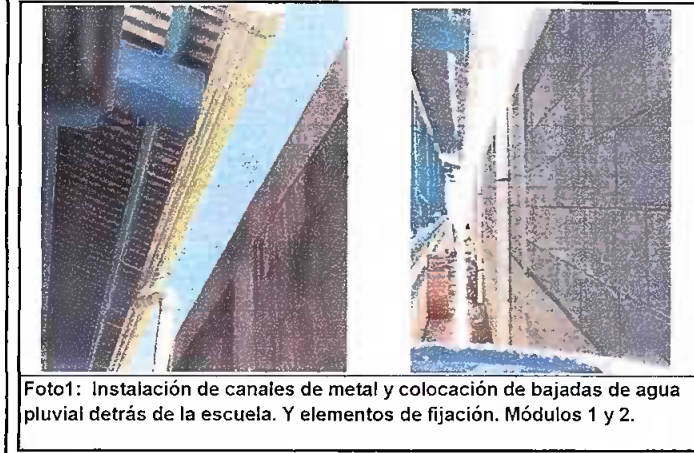 Foto1: Instalación de canales de metal y colocación de bajadas de agua
pluvial detrás de la escuela. Y elementos de fijación. Módulos 1 y 2.